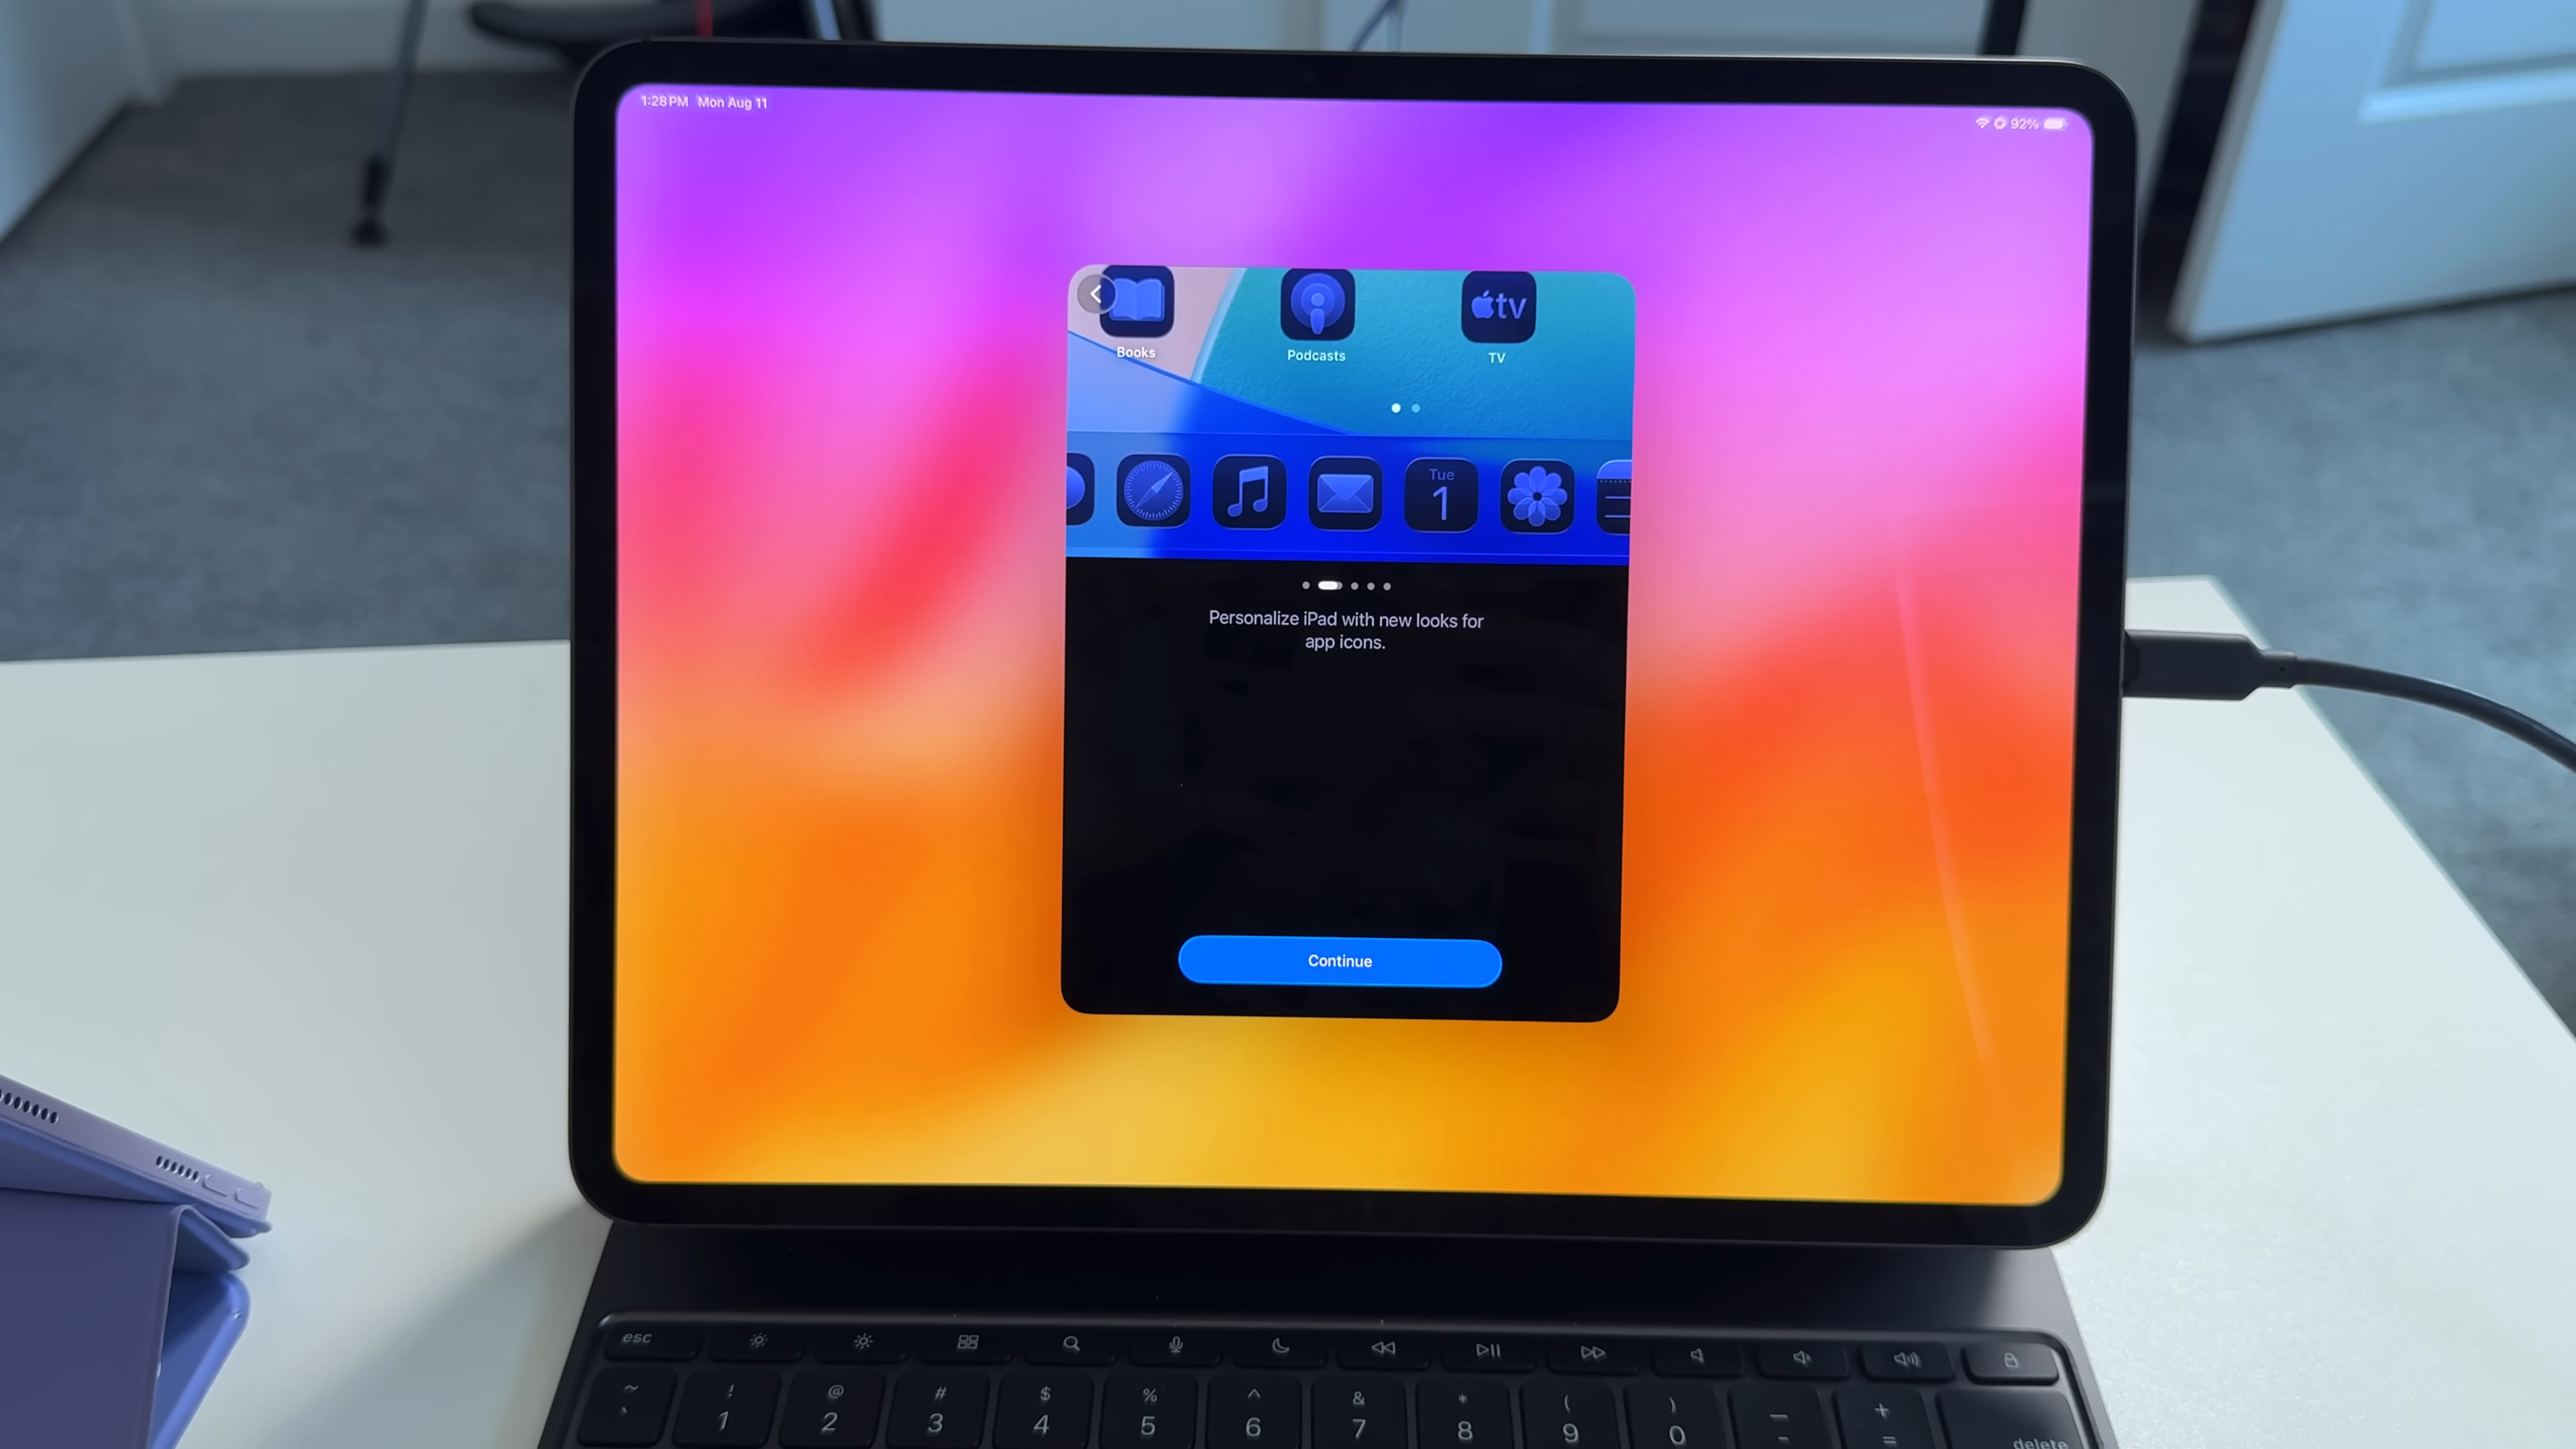 1:28 PM Mon Aug 11
92%
Books
Podcasts
tv
TV
Tue
1
Personalize iPad with new looks for
app icons.
Continue
esc
~ ! @ # $ % ^ & * ( ) _ +
` 1 2 3 4 5 6 7 8 9 0 - =
delete